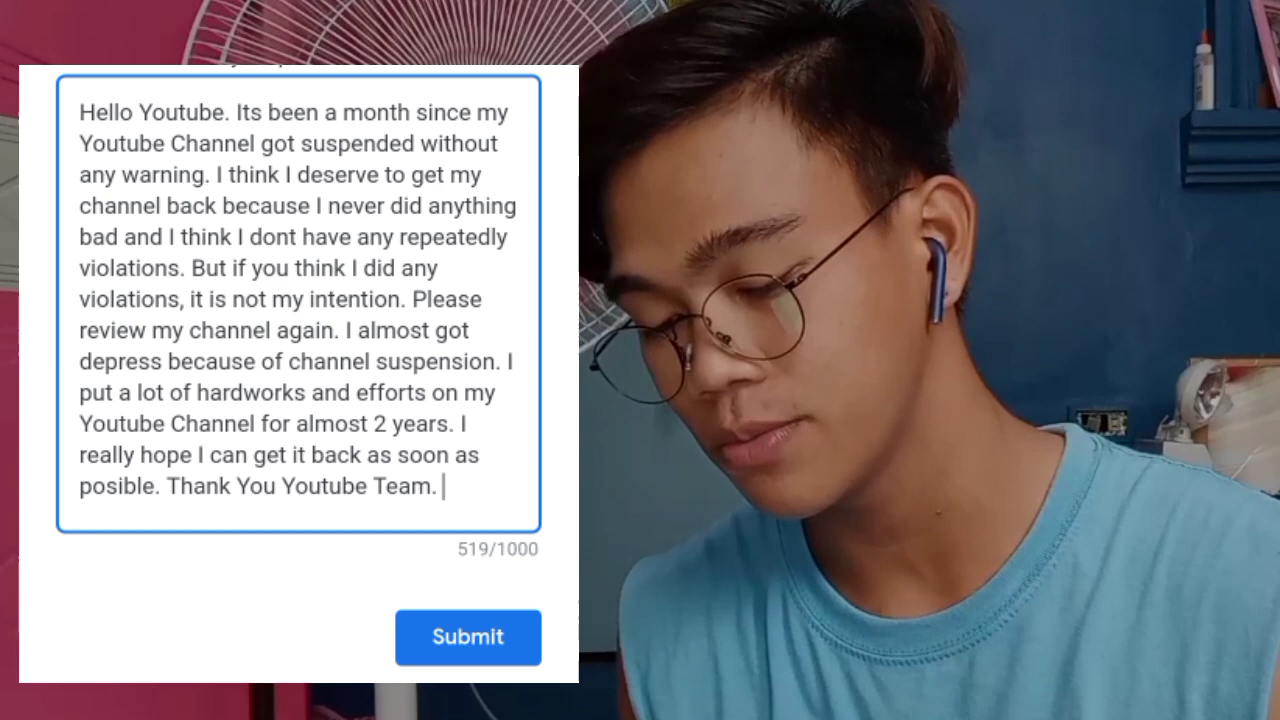 Hello Youtube. Its been a month since my
Youtube Channel got suspended without
any warning. I think I deserve to get my
channel back because I never did anything
bad and I think I dont have any repeatedly
violations. But if you think I did any
violations, it is not my intention. Please
review my channel again. I almost got
depress because of channel suspension. I
put a lot of hardworks and efforts on my
Youtube Channel for almost 2 years. I
really hope I can get it back as soon as
posible. Thank You Youtube Team.
519/1000
Submit